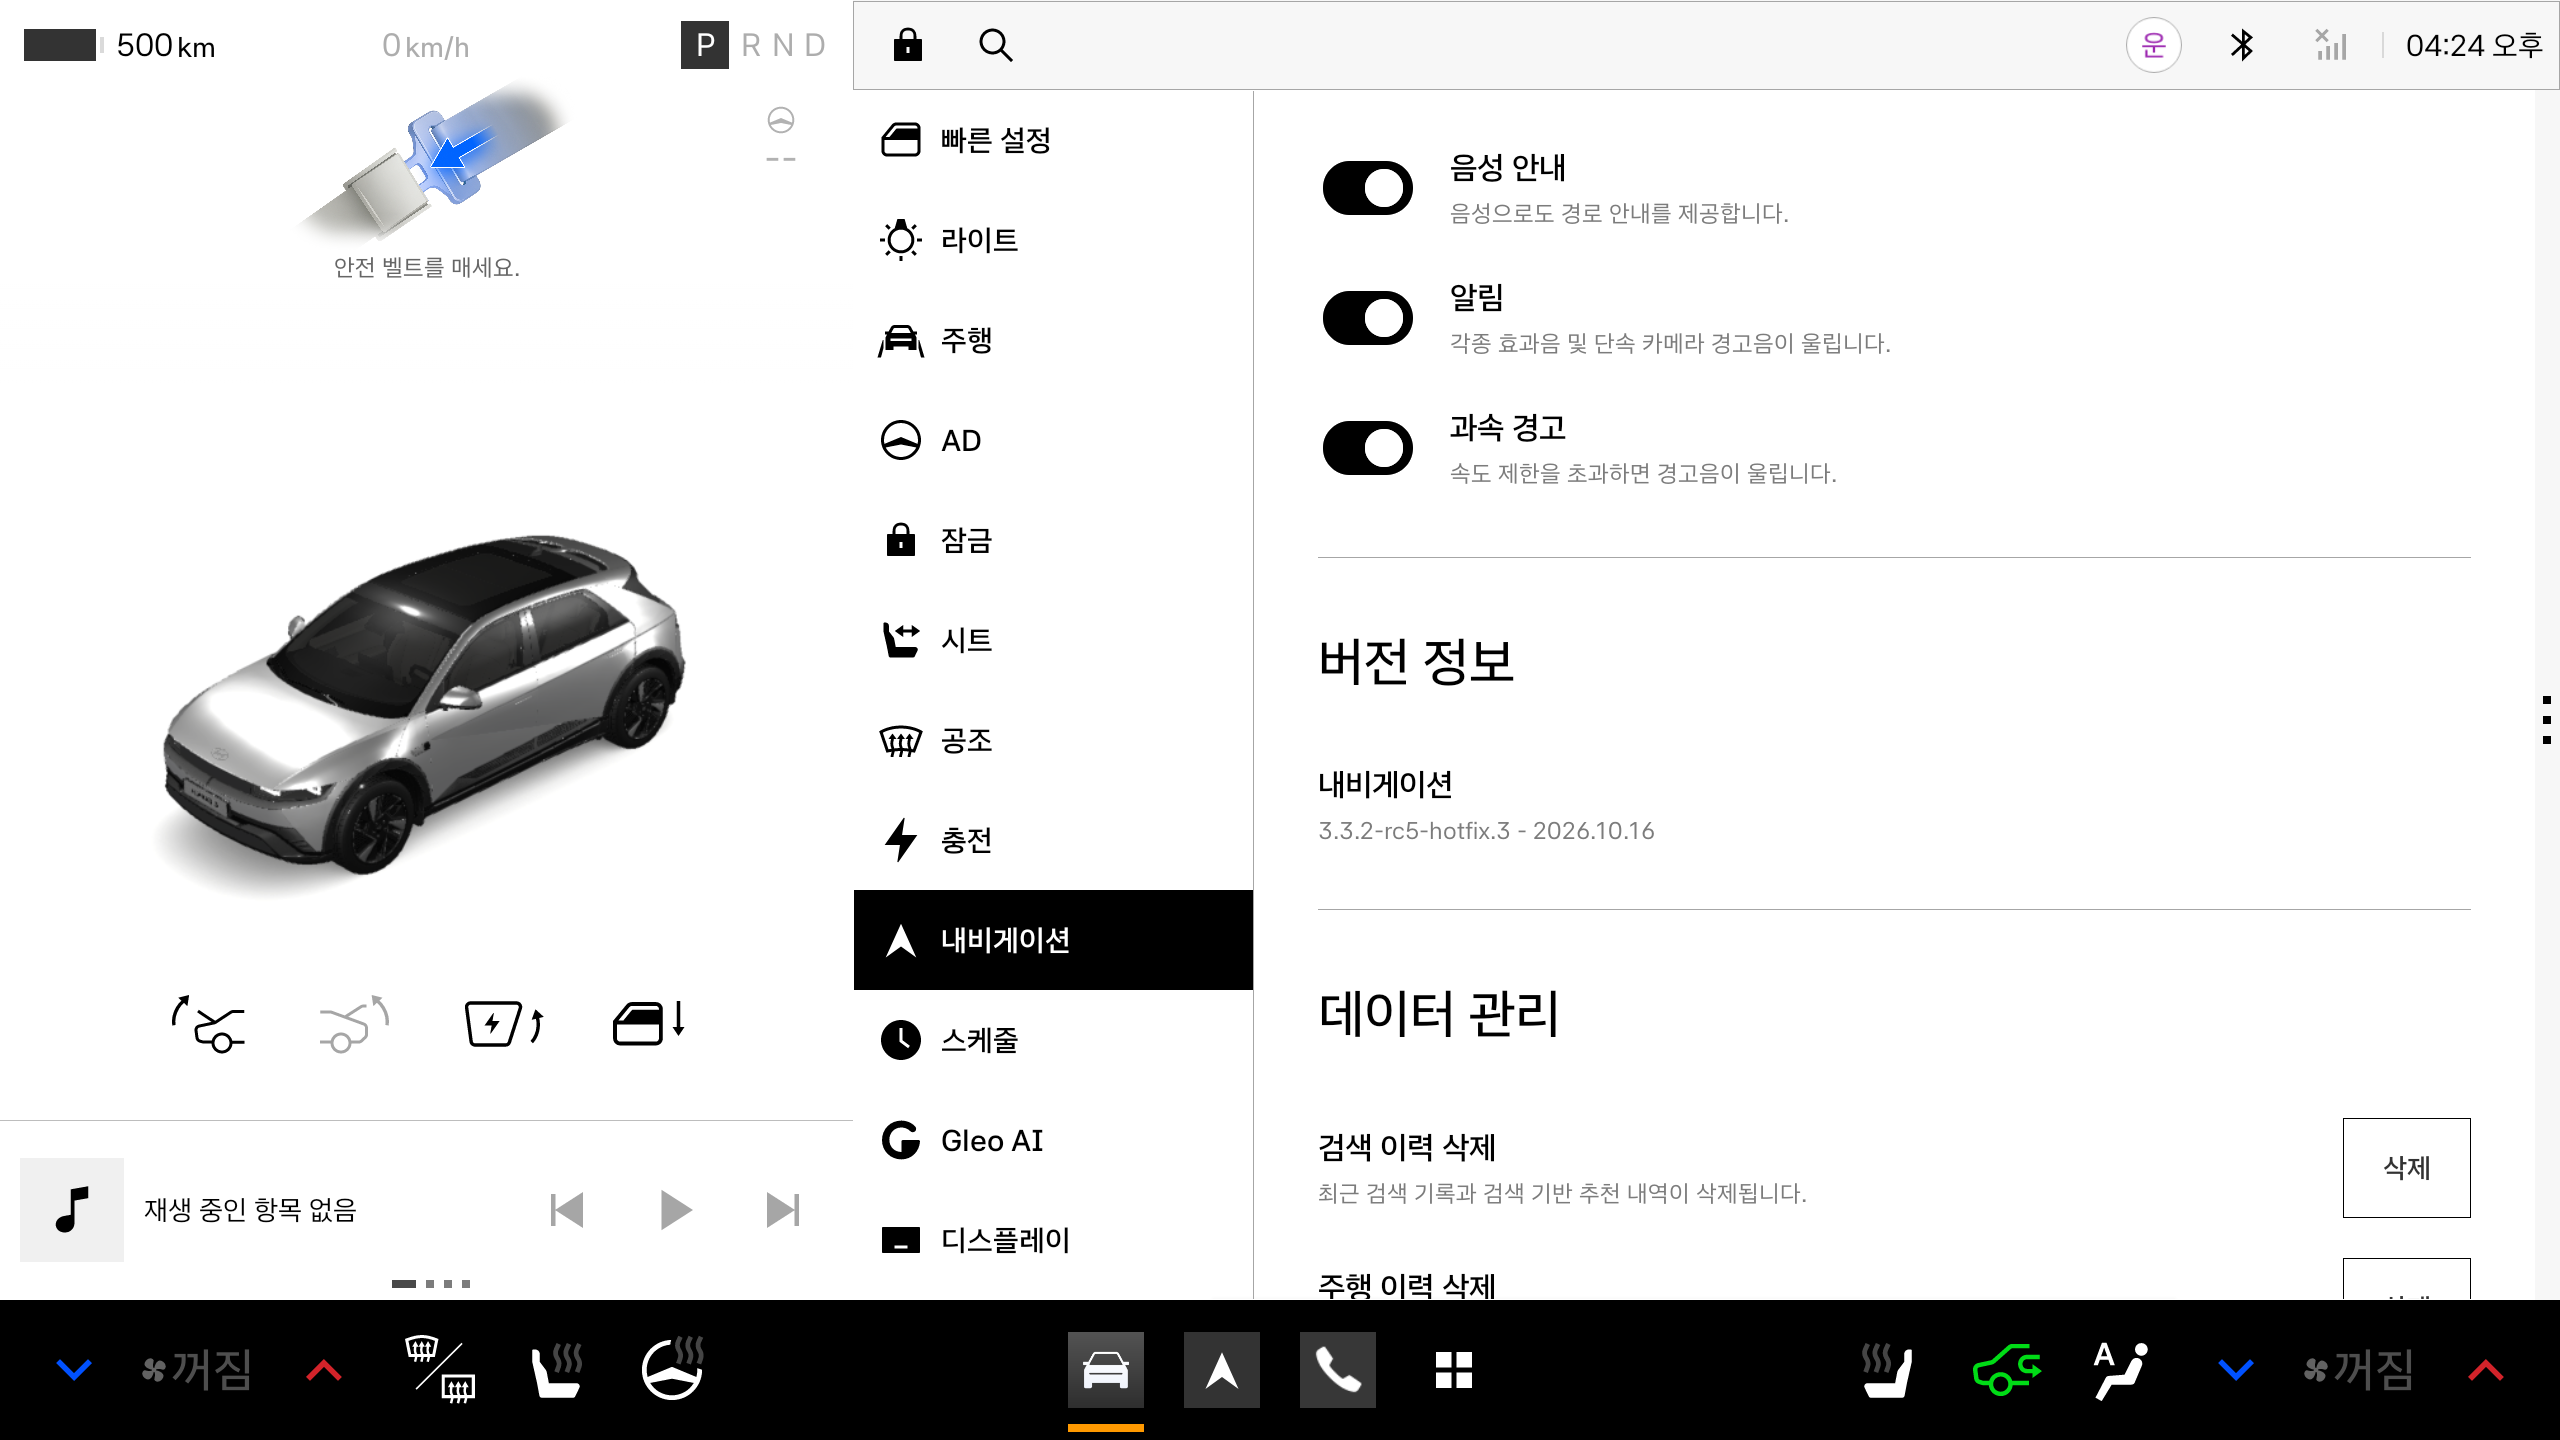 500 km
0 km/h
P R N D
안전 벨트를 매세요.
재생 중인 항목 없음
운
04:24 오후
빠른 설정
라이트
주행
AD
잠금
시트
공조
충전
내비게이션
스케줄
Gleo AI
디스플레이
음성 안내
음성으로도 경로 안내를 제공합니다.
알림
각종 효과음 및 단속 카메라 경고음이 울립니다.
과속 경고
속도 제한을 초과하면 경고음이 울립니다.
버전 정보
내비게이션
3.3.2-rc5-hotfix.3 - 2026.10.16
데이터 관리
검색 이력 삭제
최근 검색 기록과 검색 기반 추천 내역이 삭제됩니다.
삭제
주행 이력 삭제
꺼짐
A
꺼짐